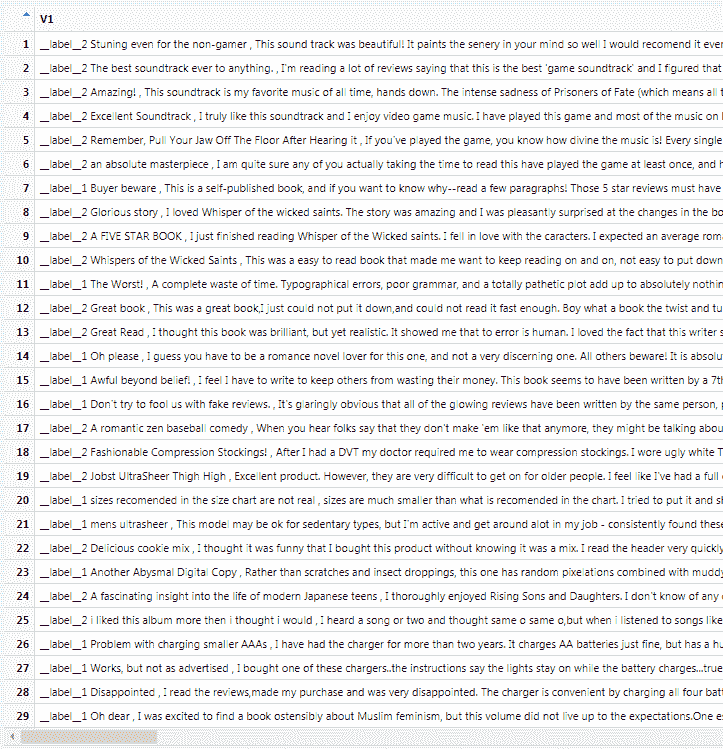 V1
1 __label__2 Stuning even for the non-gamer , This sound track was beautiful! It paints the senery in your mind so well I would recomend it ever
2 __label__2 The best soundtrack ever to anything. , I'm reading a lot of reviews saying that this is the best 'game soundtrack' and I figured that
3 __label__2 Amazing! , This soundtrack is my favorite music of all time, hands down. The intense sadness of Prisoners of Fate (which means all t
4 __label__2 Excellent Soundtrack , I truly like this soundtrack and I enjoy video game music. I have played this game and most of the music on
5 __label__2 Remember, Pull Your Jaw Off The Floor After Hearing it , If you've played the game, you know how divine the music is! Every single
6 __label__2 an absolute masterpiece , I am quite sure any of you actually taking the time to read this have played the game at least once, and h
7 __label__1 Buyer beware , This is a self-published book, and if you want to know why--read a few paragraphs! Those 5 star reviews must have
8 __label__2 Glorious story , I loved Whisper of the wicked saints. The story was amazing and I was pleasantly surprised at the changes in the bo
9 __label__2 A FIVE STAR BOOK , I just finished reading Whisper of the Wicked saints. I fell in love with the caracters. I expected an average rom
10 __label__2 Whispers of the Wicked Saints , This was a easy to read book that made me want to keep reading on and on, not easy to put down
11 __label__1 The Worst! , A complete waste of time. Typographical errors, poor grammar, and a totally pathetic plot add up to absolutely nothin
12 __label__2 Great book , This was a great book,I just could not put it down,and could not read it fast enough. Boy what a book the twist and tu
13 __label__2 Great Read , I thought this book was brilliant, but yet realistic. It showed me that to error is human. I loved the fact that this writer s
14 __label__1 Oh please , I guess you have to be a romance novel lover for this one, and not a very discerning one. All others beware! It is absolu
15 __label__1 Awful beyond belief! , I feel I have to write to keep others from wasting their money. This book seems to have been written by a 7th
16 __label__1 Don't try to fool us with fake reviews. , It's glaringly obvious that all of the glowing reviews have been written by the same person, p
17 __label__2 A romantic zen baseball comedy , When you hear folks say that they don't make 'em like that anymore, they might be talking abou
18 __label__2 Fashionable Compression Stockings! , After I had a DVT my doctor required me to wear compression stockings. I wore ugly white T
19 __label__2 Jobst UltraSheer Thigh High , Excellent product. However, they are very difficult to get on for older people. I feel like I've had a full
20 __label__1 sizes recomended in the size chart are not real , sizes are much smaller than what is recomended in the chart. I tried to put it and sh
21 __label__1 mens ultrasheer , This model may be ok for sedentary types, but I'm active and get around alot in my job - consistently found these
22 __label__2 Delicious cookie mix , I thought it was funny that I bought this product without knowing it was a mix. I read the header very quickly
23 __label__1 Another Abysmal Digital Copy , Rather than scratches and insect droppings, this one has random pixelations combined with muddy
24 __label__2 A fascinating insight into the life of modern Japanese teens , I thoroughly enjoyed Rising Sons and Daughters. I don't know of any
25 __label__2 i liked this album more then i thought i would , I heard a song or two and thought same o same o,but when i listened to songs like
26 __label__1 Problem with charging smaller AAAs , I have had the charger for more than two years. It charges AA batteries just fine, but has a hu
27 __label__1 Works, but not as advertised , I bought one of these chargers..the instructions say the lights stay on while the battery charges...true
28 __label__1 Disappointed , I read the reviews,made my purchase and was very disappointed. The charger is convenient by charging all four bat
29 __label__1 Oh dear , I was excited to find a book ostensibly about Muslim feminism, but this volume did not live up to the expectations.One es